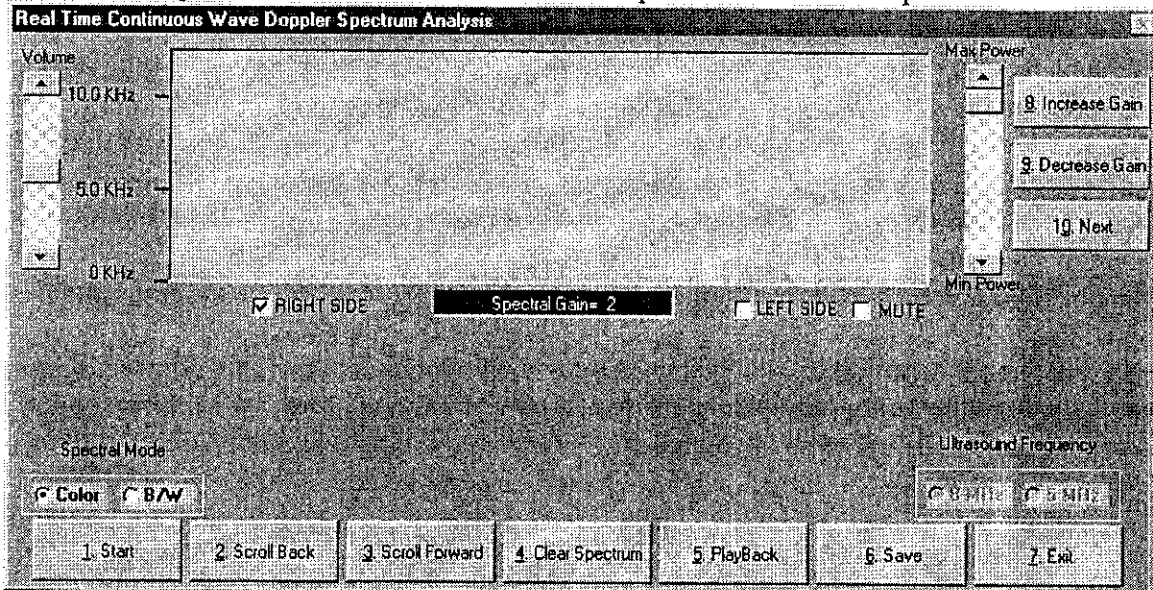 Real Time Continuous Wave Doppler Spectrum Analysis
Volume
Max Power
10.0 KHz
8. Increase Gain
9. Decrease Gain
5.0 KHz
10. Next
0 KHz
Min Power
RIGHT SIDE
Spectral Gain= 2
LEFT SIDE
MUTE
Spectral Mode
Ultrasound Frequency
Color
B/W
1. Start
2. Scroll Back
3. Scroll Forward
4. Clear Spectrum
5. PlayBack
6. Save
7. Exit